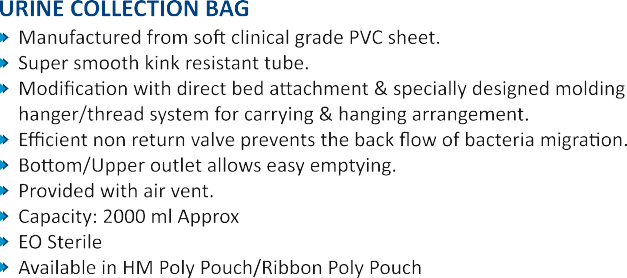 URINE COLLECTION BAG
Manufactured from soft clinical grade PVC sheet.
Super smooth kink resistant tube.
Modification with direct bed attachment & specially designed molding
hanger/thread system for carrying & hanging arrangement.
Efficient non return valve prevents the back flow of bacteria migration.
Bottom/Upper outlet allows easy emptying.
Provided with air vent.
Capacity: 2000 ml Approx
EO Sterile
Available in HM Poly Pouch/Ribbon Poly Pouch